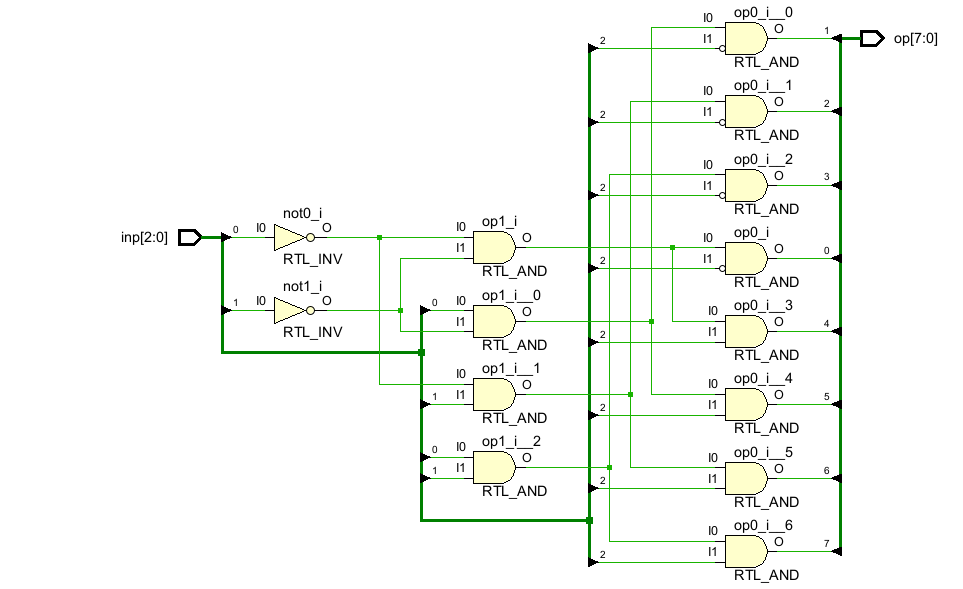 op0_i__0
I0
O
I1
2
1
op[7:0]
RTL_AND
op0_i__1
I0
O
I1
2
2
RTL_AND
op0_i__2
I0
O
I1
2
3
RTL_AND
inp[2:0]
0
not0_i
I0
O
RTL_INV
op1_i
I0
O
I1
RTL_AND
op0_i
I0
O
I1
2
0
RTL_AND
1
not1_i
I0
O
RTL_INV
op1_i__0
0
I0
O
I1
RTL_AND
op0_i__3
I0
O
I1
2
4
RTL_AND
op1_i__1
I0
O
1
I1
RTL_AND
op0_i__4
I0
O
I1
2
5
RTL_AND
op1_i__2
0
I0
O
1
I1
RTL_AND
op0_i__5
I0
O
I1
2
6
RTL_AND
op0_i__6
I0
O
I1
2
7
RTL_AND